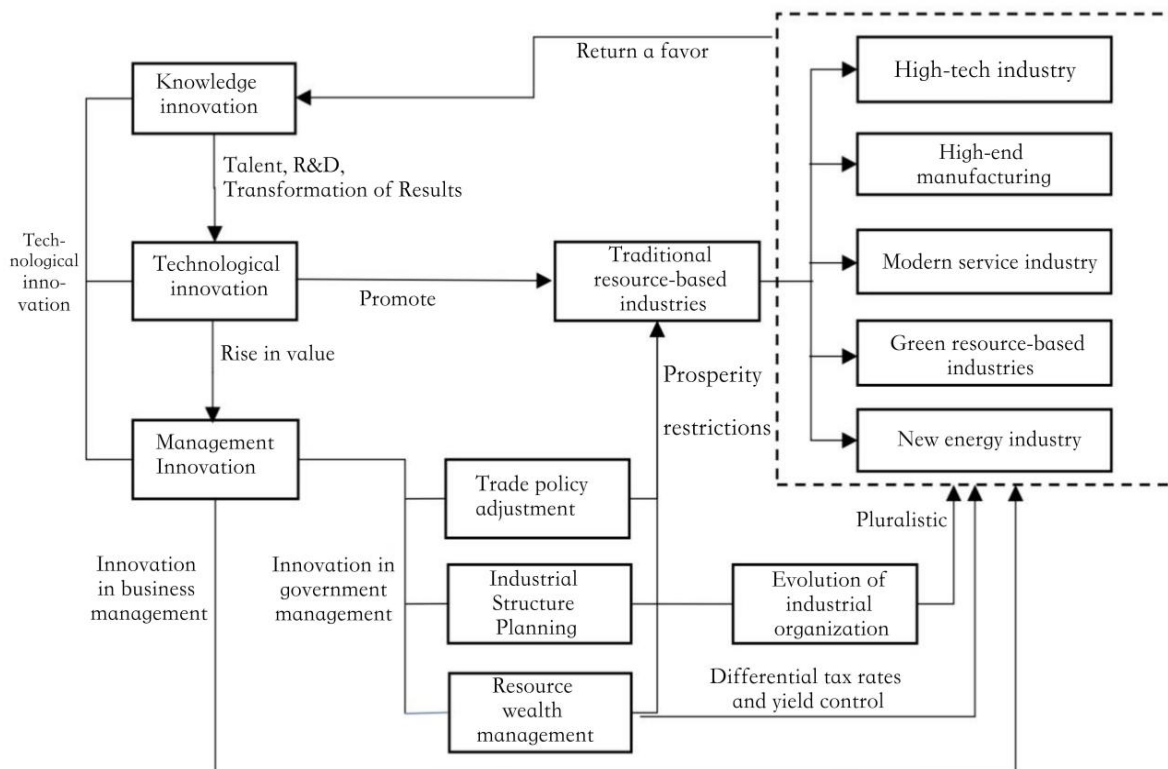 Return a favor
High-tech industry
Knowledge
innovation
High-end
manufacturing
Talent, R&D,
Transformation of Results
Tech-
nological
inno-
vation
Technological
innovation
Promote
Traditional
resource-based
industries
Modern service industry
Rise in value
Green resource-based
industries
Prosperity
restrictions
New energy industry
Management
Innovation
Trade policy
adjustment
Pluralistic
Innovation
in business
management
Innovation in
government
management
Industrial
Structure
Planning
Evolution of
industrial
organization
Resource
wealth
management
Differential tax rates
and yield control